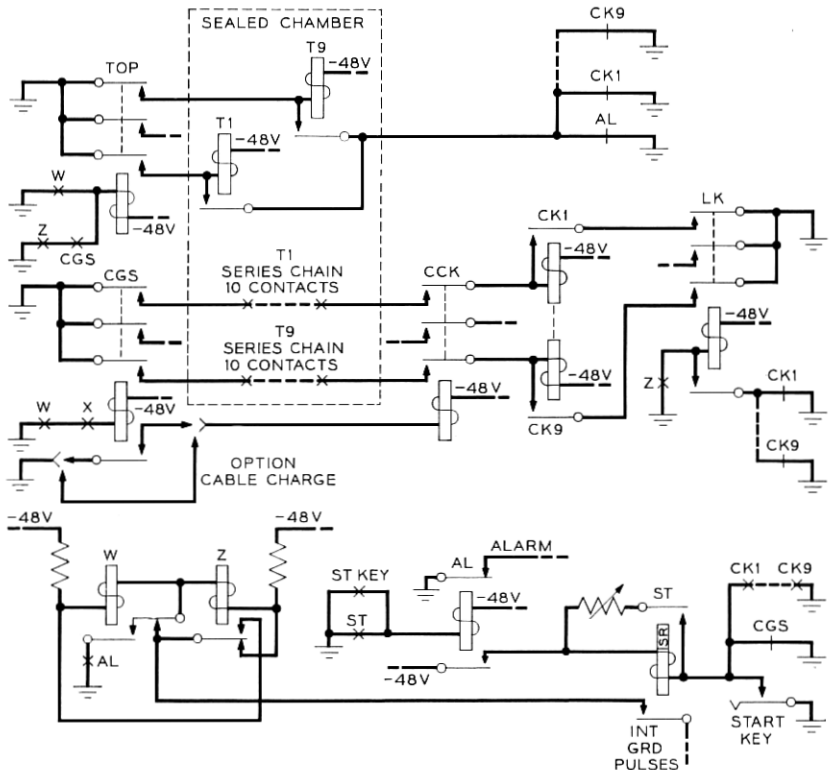 SEALED CHAMBER
CK9
TOP
T9
-48V
CK1
T1
-48V
AL
W
-48V
Z
CGS
LK
CK1
T1
SERIES CHAIN
10 CONTACTS
CGS
CCK
-48V
-48V
T9
SERIES CHAIN
10 CONTACTS
-48V
Z
CK1
W
X
-48V
-48V
CK9
CK9
OPTION
CABLE CHARGE
-48V
-48V
W
Z
AL
ALARM
ST KEY
-48V
ST
CK1
CK9
ST
SR
CGS
AL
-48V
START
KEY
INT
GRD
PULSES